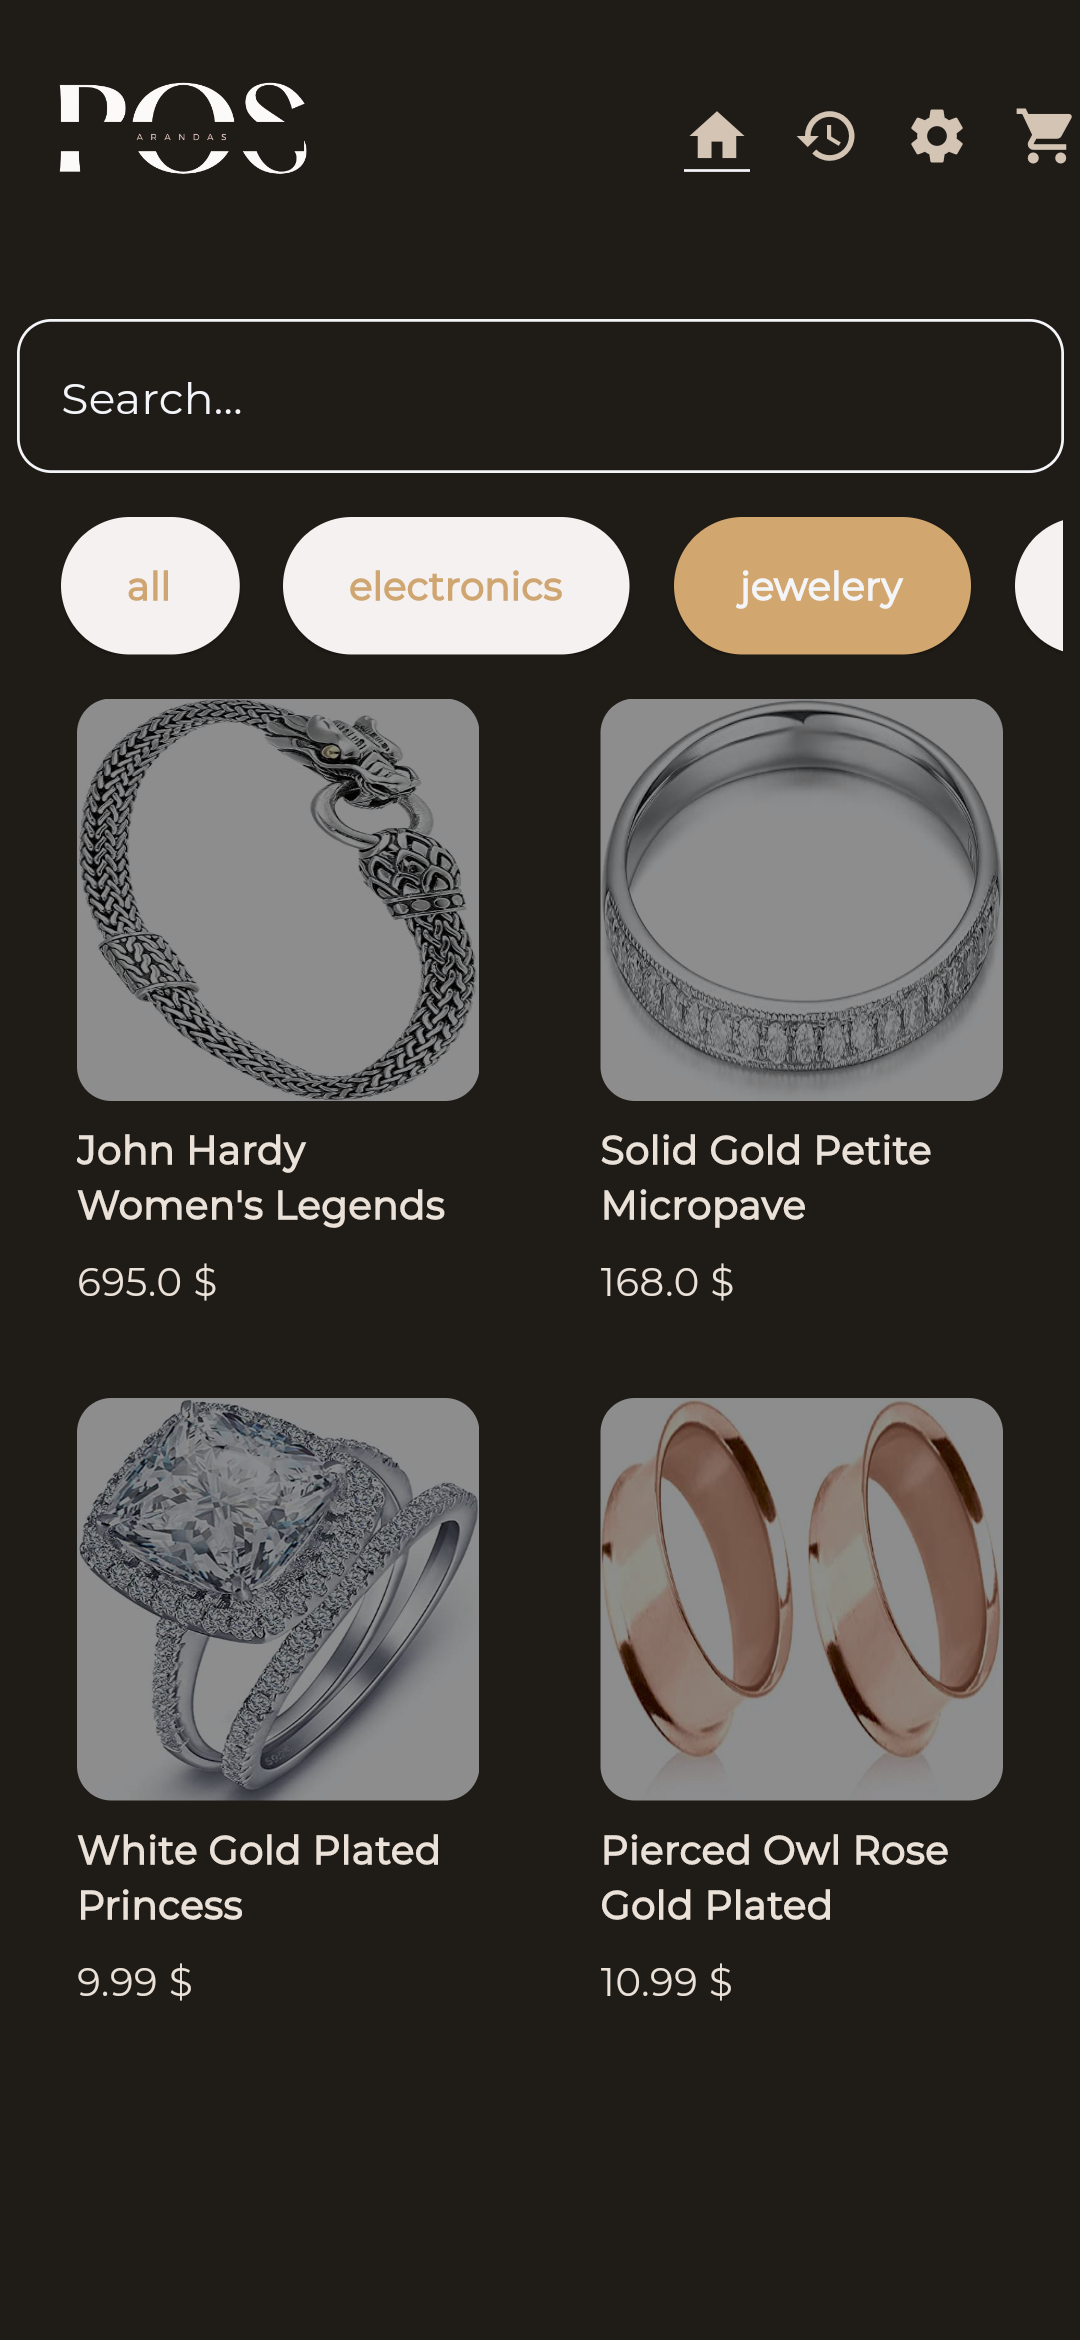 POS
ARANDAS
Search...
all
electronics
jewelery
John Hardy
Women's Legends
695.0 $
Solid Gold Petite
Micropave
168.0 $
White Gold Plated
Princess
9.99 $
Pierced Owl Rose
Gold Plated
10.99 $